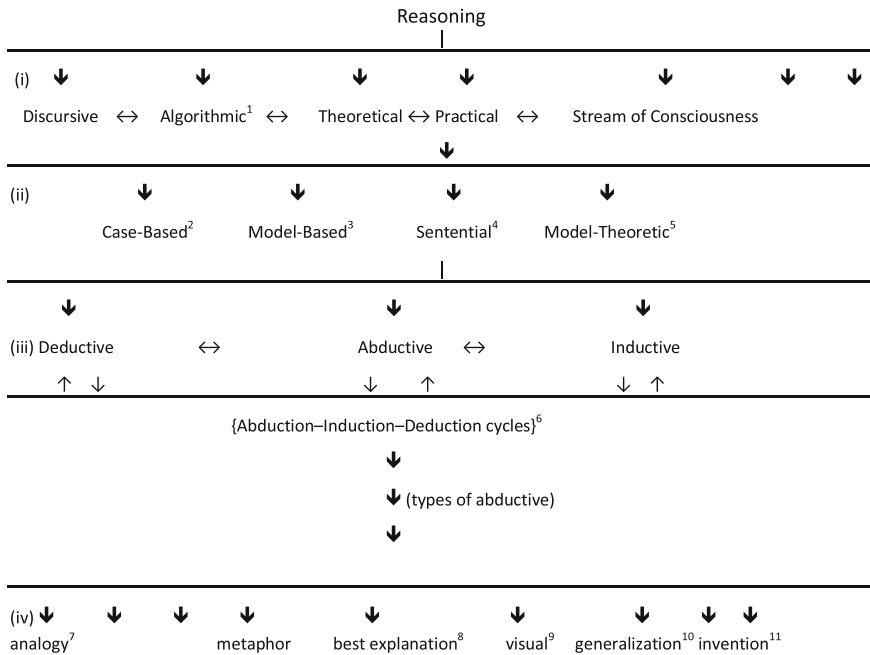 Reasoning
(i)
Discursive ↔ Algorithmic¹ ↔ Theoretical ↔ Practical ↔ Stream of Consciousness
(ii)
Case-Based² Model-Based³ Sentential⁴ Model-Theoretic⁵
(iii) Deductive ↔ Abductive ↔ Inductive
{Abduction–Induction–Deduction cycles}⁶
(types of abductive)
(iv)
analogy⁷ metaphor best explanation⁸ visual⁹ generalization¹⁰ invention¹¹